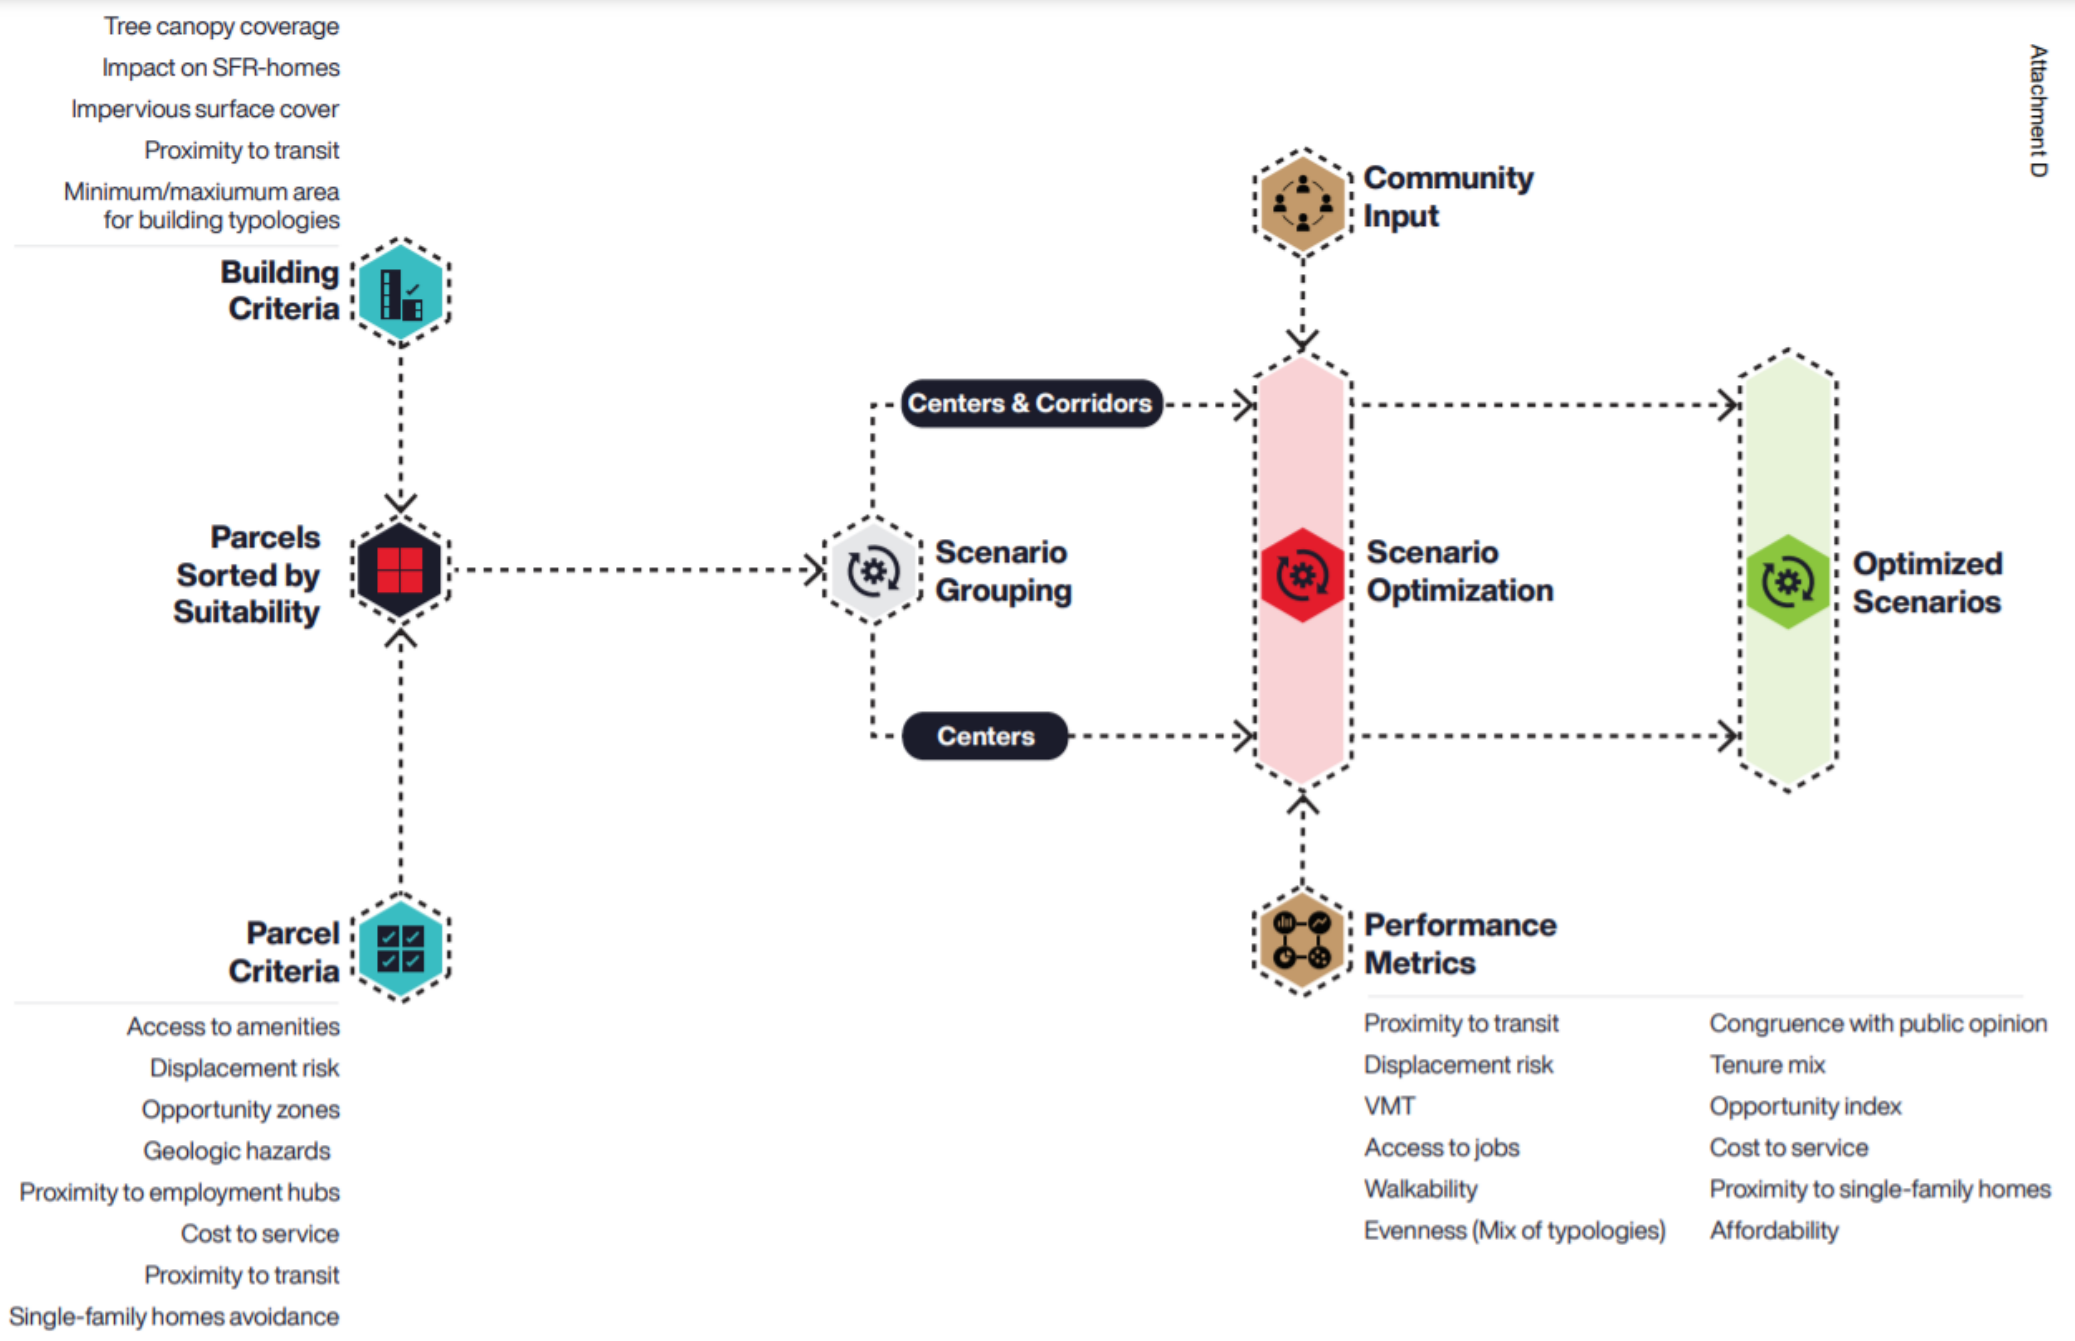 Tree canopy coverage
Impact on SFR-homes
Impervious surface cover
Proximity to transit
Minimum/maxiumum area
for building typologies
Building
Criteria
Parcels
Sorted by
Suitability
Parcel
Criteria
Access to amenities
Displacement risk
Opportunity zones
Geologic hazards
Proximity to employment hubs
Cost to service
Proximity to transit
Single-family homes avoidance
Scenario
Grouping
Centers & Corridors
Centers
Community
Input
Scenario
Optimization
Performance
Metrics
Proximity to transit
Displacement risk
VMT
Access to jobs
Walkability
Evenness (Mix of typologies)
Congruence with public opinion
Tenure mix
Opportunity index
Cost to service
Proximity to single-family homes
Affordability
Optimized
Scenarios
Attachment D